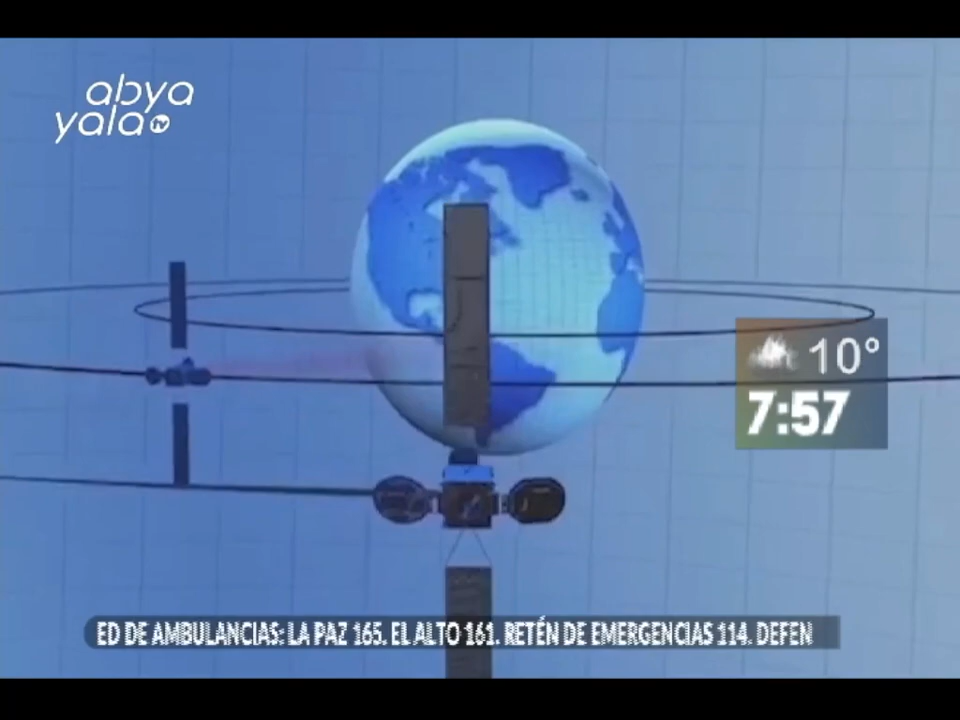 abya
yala tv
10°
7:57
ED DE AMBULANCIAS: LA PAZ 165. EL ALTO 161. RETÉN DE EMERGENCIAS 114. DEFEN